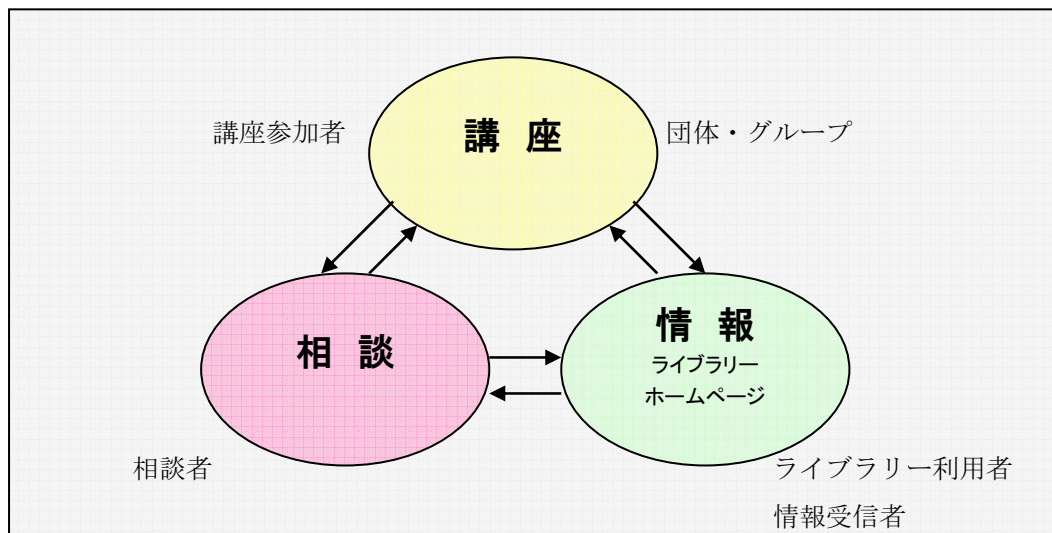 講座
講座参加者
団体・グループ
相談
情報
ライブラリー
ホームページ
相談者
ライブラリー利用者
情報受信者